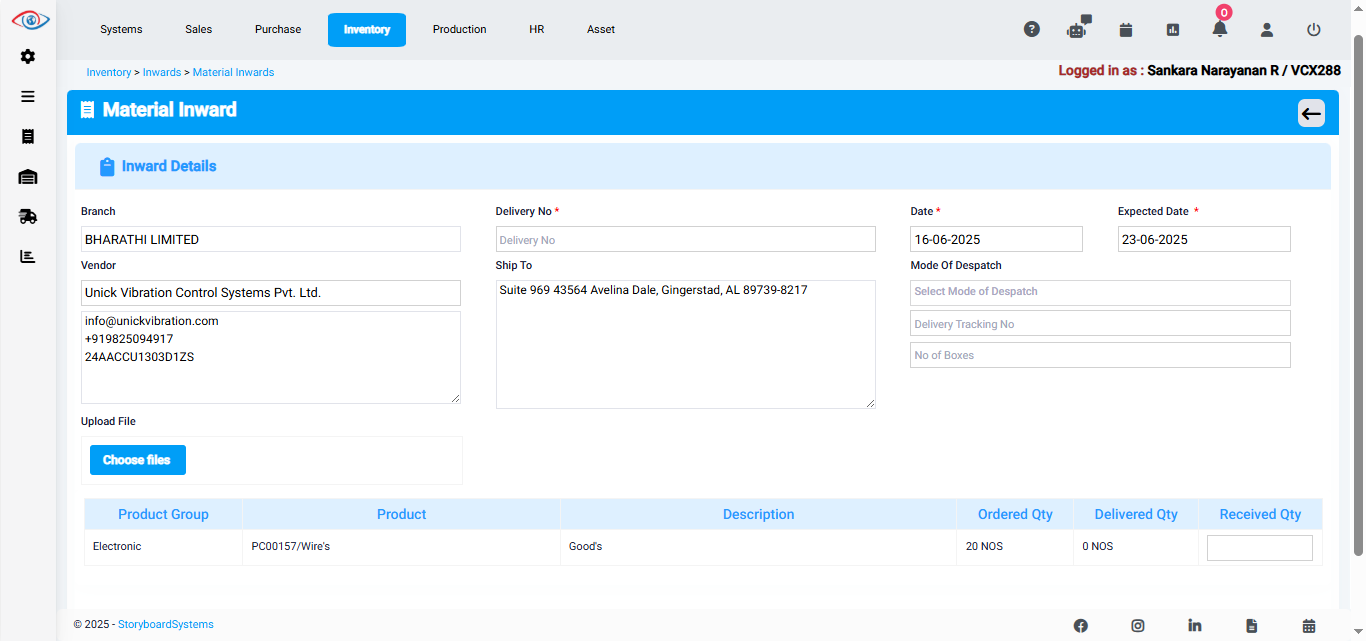 Systems Sales Purchase Inventory Production HR Asset 0
Inventory > Inwards > Material Inwards
Logged in as : Sankara Narayanan R / VCX288
Material Inward
Inward Details
Branch
BHARATHI LIMITED
Vendor
Unick Vibration Control Systems Pvt. Ltd.
info@unickvibration.com
+919825094917
24AACCU1303D1ZS
Upload File
Choose files
Delivery No *
Delivery No
Ship To
Suite 969 43564 Avelina Dale, Gingerstad, AL 89739-8217
Date * Expected Date *
16-06-2025 23-06-2025
Mode Of Despatch
Select Mode of Despatch
Delivery Tracking No
No of Boxes
Product Group Product Description Ordered Qty Delivered Qty Received Qty
Electronic PC00157/Wire's Good's 20 NOS 0 NOS
© 2025 - StoryboardSystems